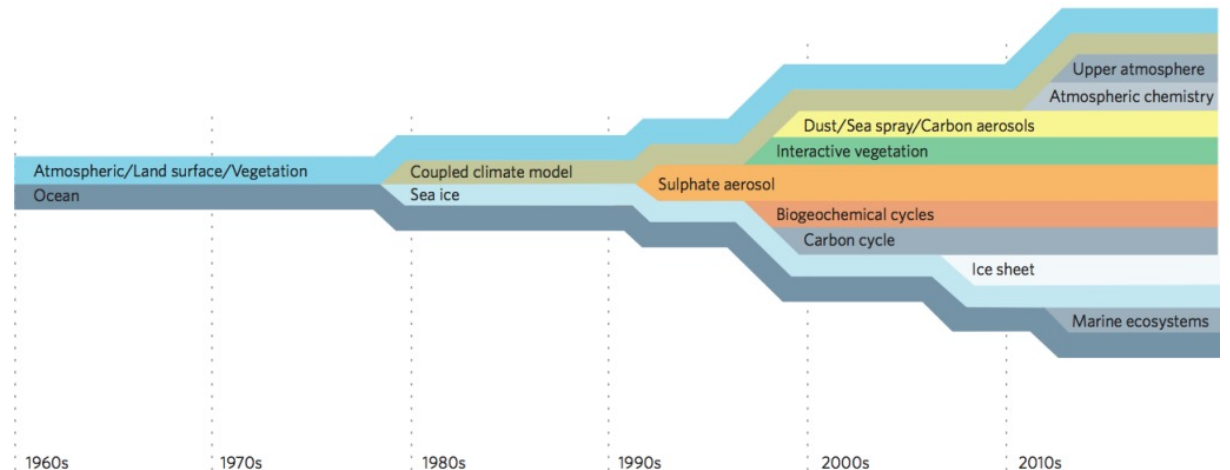 Upper atmosphere
Atmospheric chemistry
Dust/Sea spray/Carbon aerosols
Interactive vegetation
Atmospheric/Land surface/Vegetation
Coupled climate model
Sulphate aerosol
Ocean
Sea ice
Biogeochemical cycles
Carbon cycle
Ice sheet
Marine ecosystems
1960s
1970s
1980s
1990s
2000s
2010s